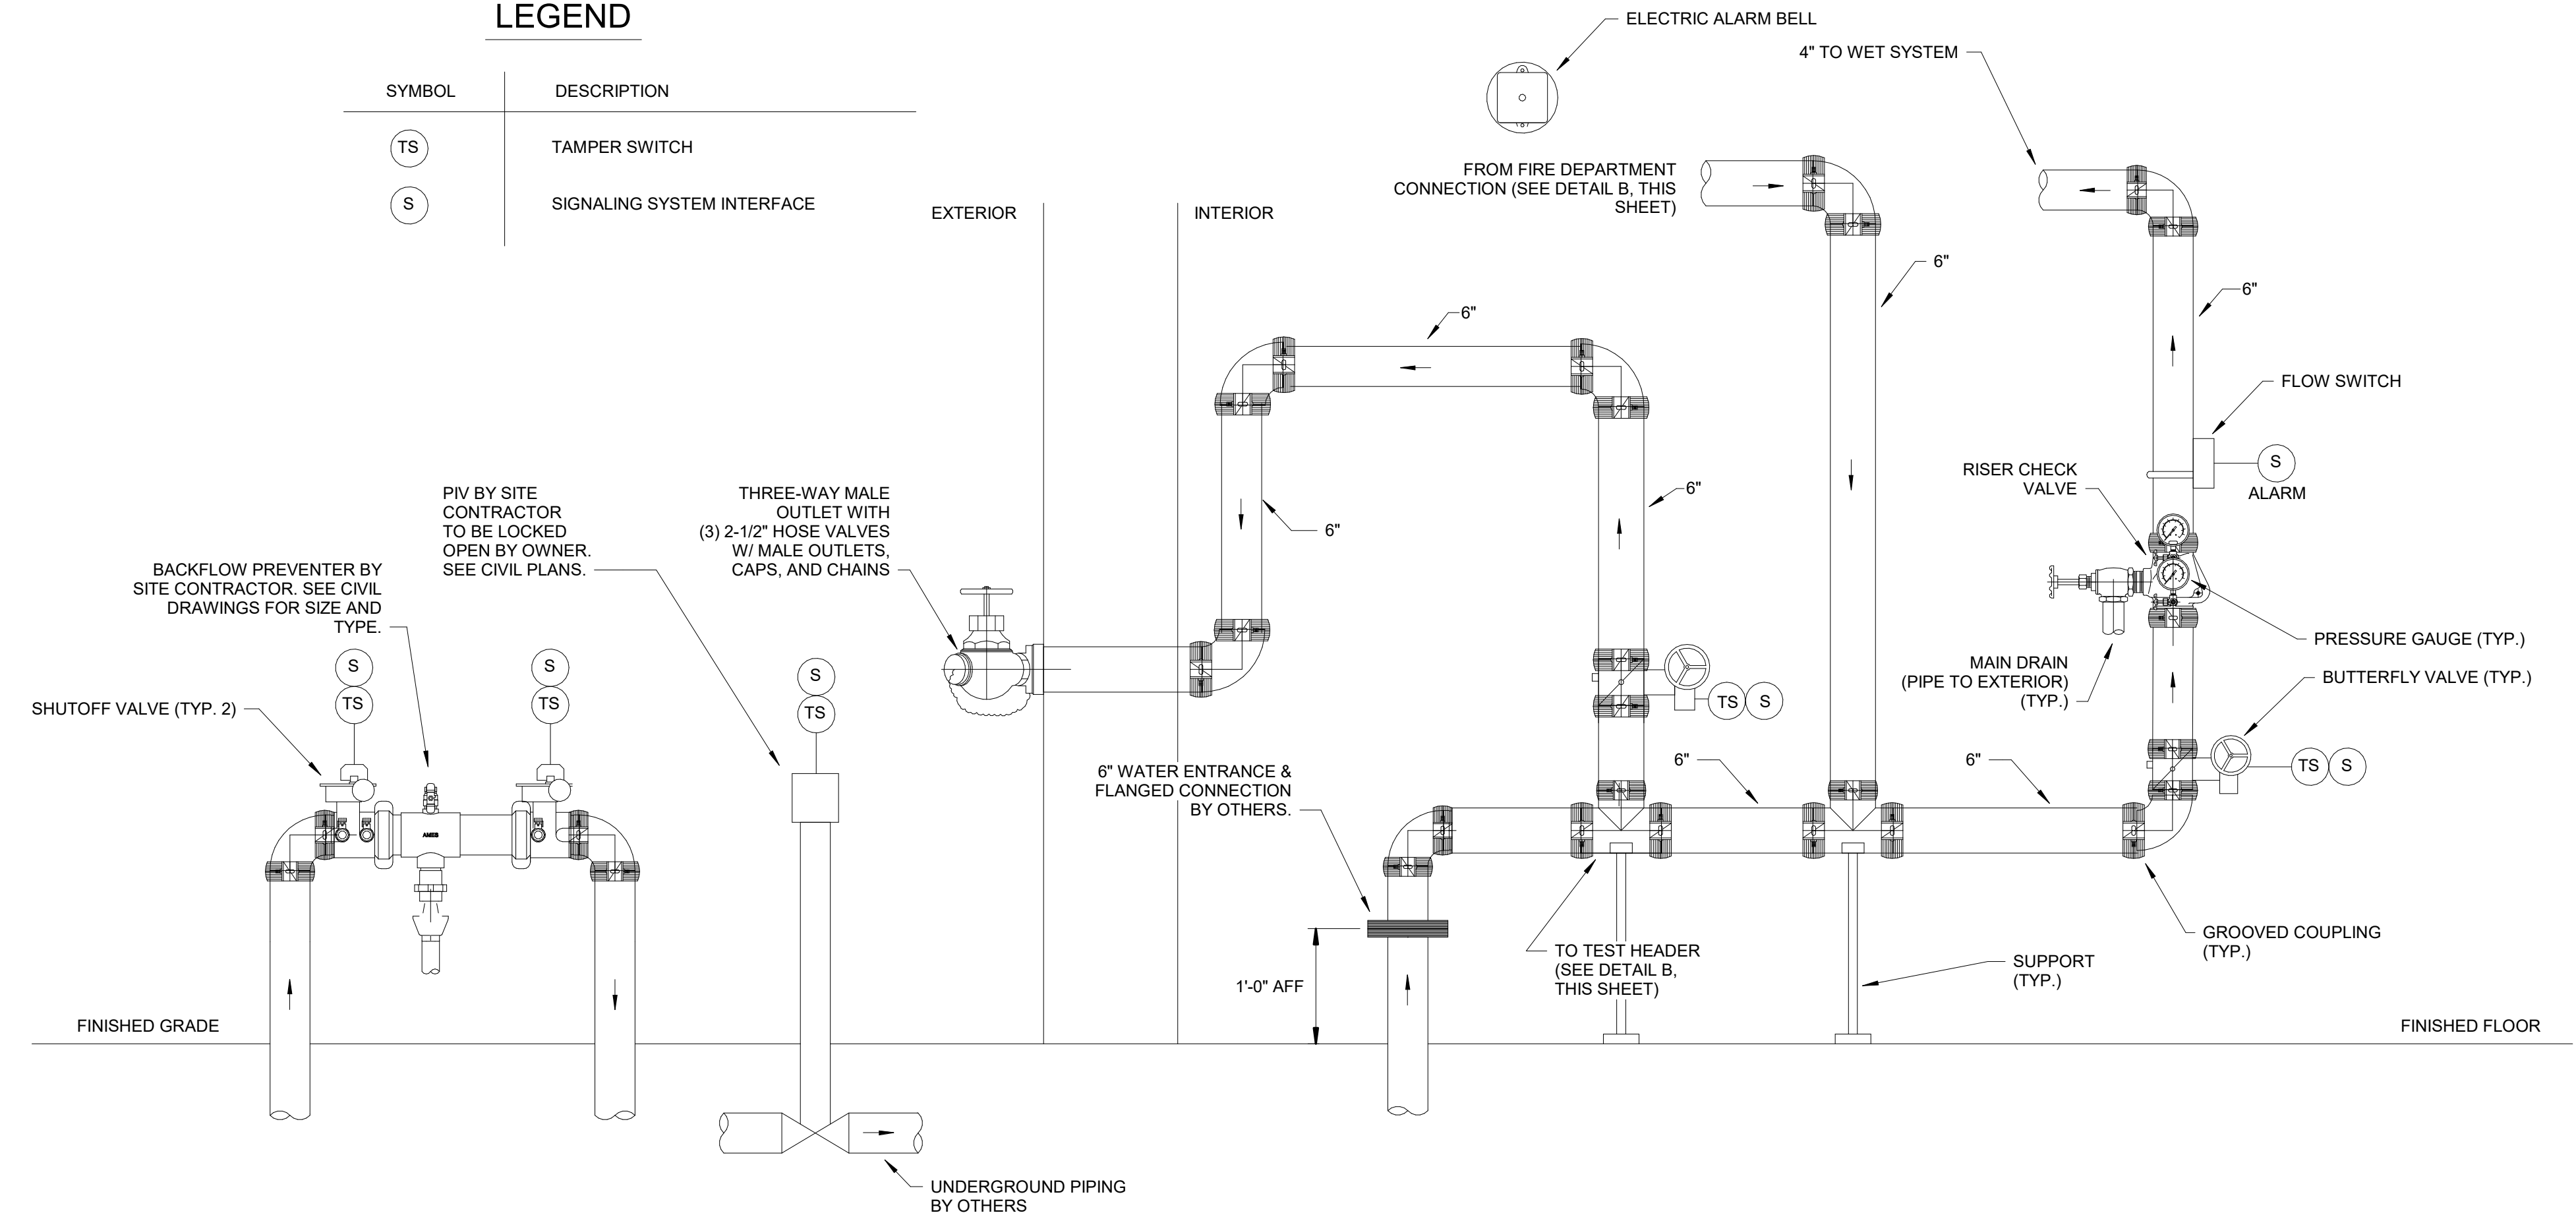 LEGEND
SYMBOL
DESCRIPTION
TS
TAMPER SWITCH
S
SIGNALING SYSTEM INTERFACE
ELECTRIC ALARM BELL
4" TO WET SYSTEM
FROM FIRE DEPARTMENT
CONNECTION (SEE DETAIL B, THIS
SHEET)
EXTERIOR
INTERIOR
6"
6"
6"
FLOW SWITCH
S
ALARM
RISER CHECK
VALVE
6"
6"
THREE-WAY MALE
OUTLET WITH
(3) 2-1/2" HOSE VALVES
W/ MALE OUTLETS,
CAPS, AND CHAINS
PIV BY SITE
CONTRACTOR
TO BE LOCKED
OPEN BY OWNER.
SEE CIVIL PLANS.
BACKFLOW PREVENTER BY
SITE CONTRACTOR. SEE CIVIL
DRAWINGS FOR SIZE AND
TYPE.
S
TS
S
TS
S
TS
SHUTOFF VALVE (TYP. 2)
AMES
PRESSURE GAUGE (TYP.)
MAIN DRAIN
(PIPE TO EXTERIOR)
(TYP.)
BUTTERFLY VALVE (TYP.)
TS
S
TS
S
6" WATER ENTRANCE &
FLANGED CONNECTION
BY OTHERS.
6"
6"
GROOVED COUPLING
(TYP.)
TO TEST HEADER
(SEE DETAIL B,
THIS SHEET)
SUPPORT
(TYP.)
1'-0" AFF
FINISHED GRADE
FINISHED FLOOR
UNDERGROUND PIPING
BY OTHERS